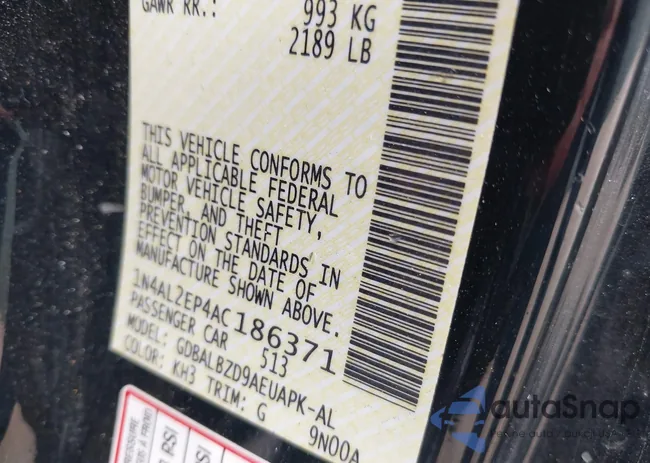 GAWR RR.: 993 KG
2189 LB
THIS VEHICLE CONFORMS TO
ALL APPLICABLE FEDERAL
MOTOR VEHICLE SAFETY,
BUMPER, AND THEFT
PREVENTION STANDARDS IN
EFFECT ON THE DATE OF
MANUFACTURE SHOWN ABOVE.
1N4AL2EP4AC186371
PASSENGER CAR 513
MODEL: GDBALBZD9AEUAPK-AL
COLOR: KH3 TRIM: G 9N00A
PSI
autaSnap